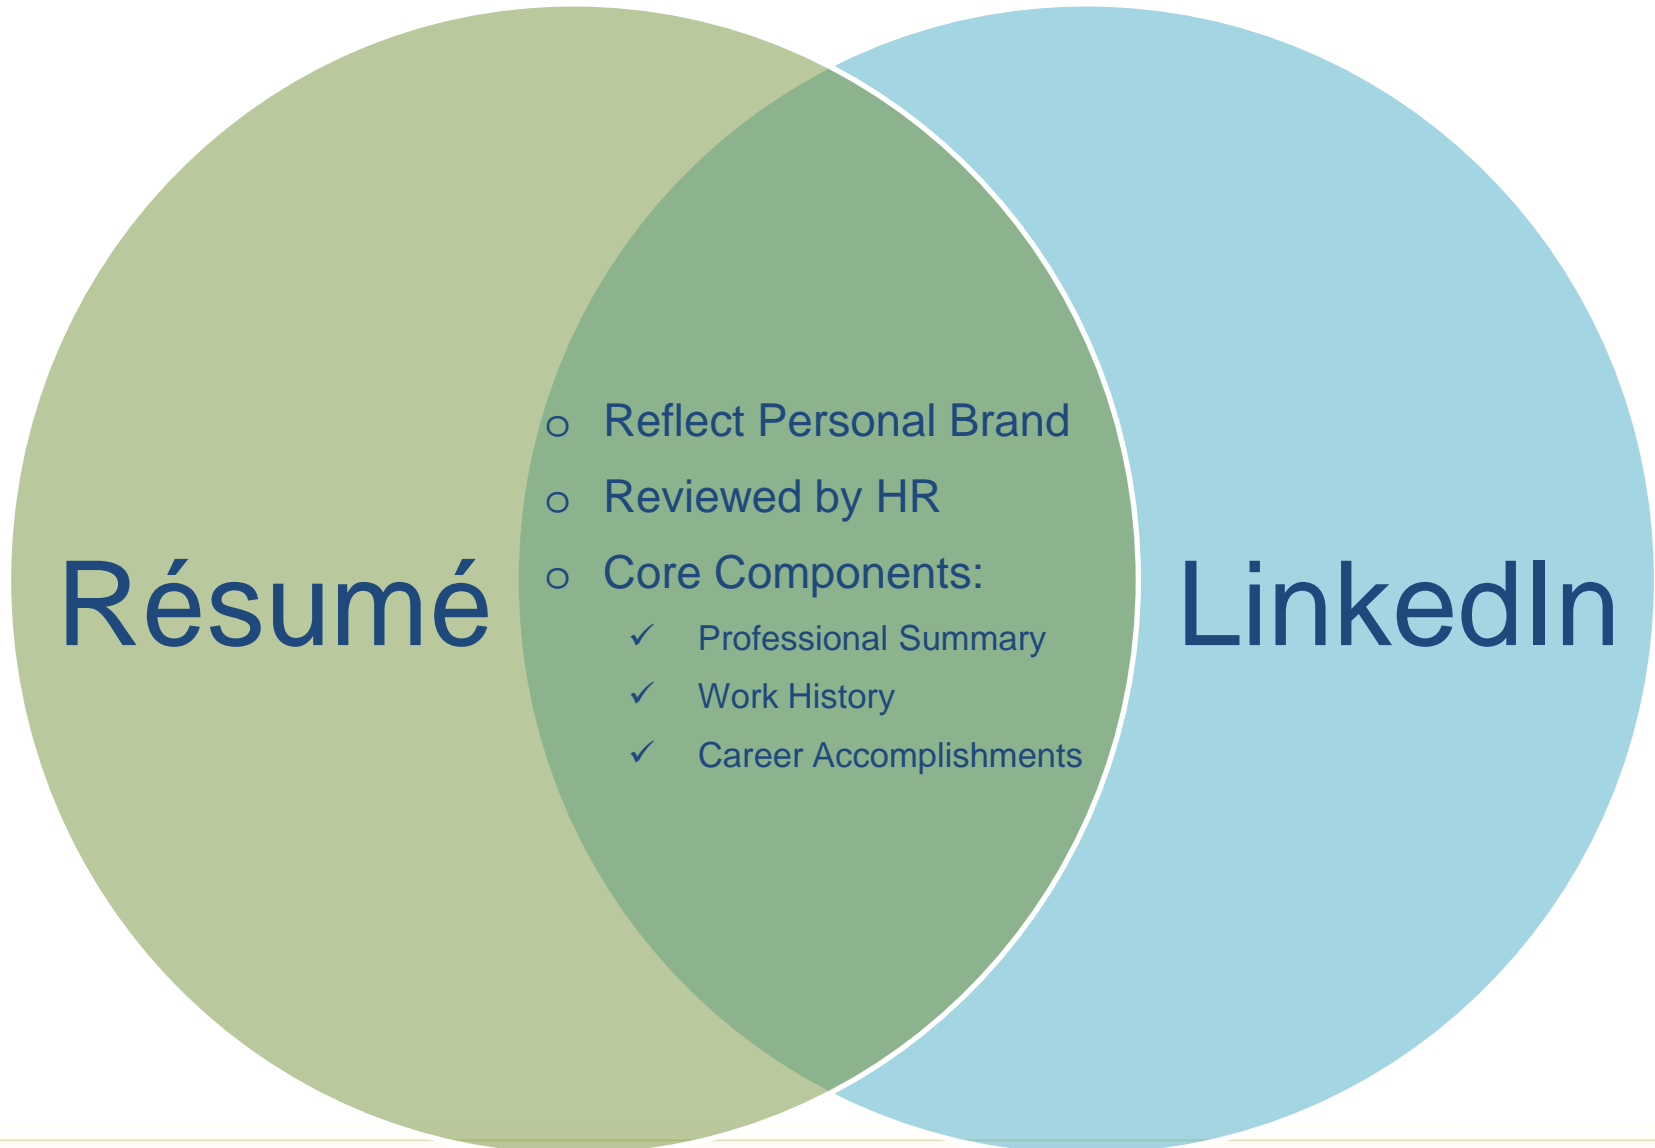 Résumé
o Reflect Personal Brand
o Reviewed by HR
o Core Components:
✓ Professional Summary
✓ Work History
✓ Career Accomplishments
LinkedIn